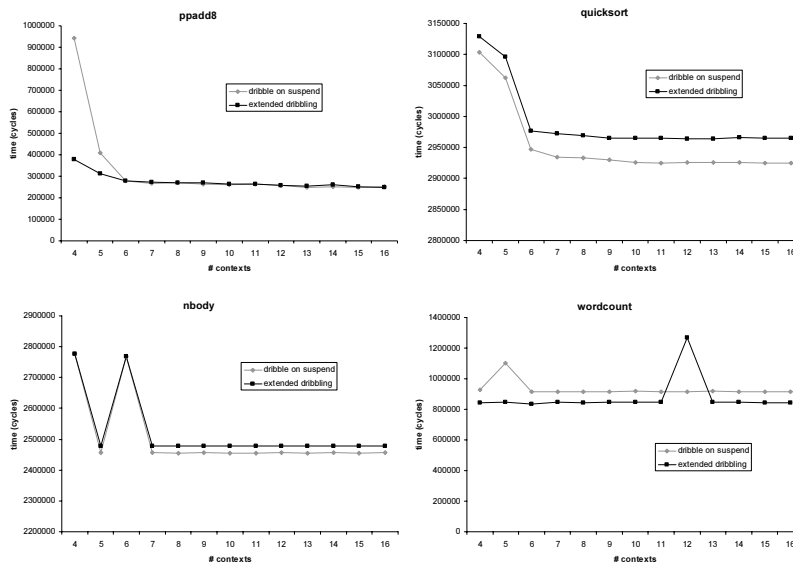 ppadd8
1000000
900000
800000
700000
600000
500000
400000
300000
200000
100000
0
time (cycles)
dribble on suspend
extended dribbling
4 5 6 7 8 9 10 11 12 13 14 15 16
# contexts
quicksort
3150000
3100000
3050000
3000000
2950000
2900000
2850000
2800000
time (cycles)
dribble on suspend
extended dribbling
4 5 6 7 8 9 10 11 12 13 14 15 16
# contexts
nbody
2900000
2800000
2700000
2600000
2500000
2400000
2300000
2200000
time (cycles)
dribble on suspend
extended dribbling
4 5 6 7 8 9 10 11 12 13 14 15 16
# contexts
wordcount
1400000
1200000
1000000
800000
600000
400000
200000
0
time (cycles)
dribble on suspend
extended dribbling
4 5 6 7 8 9 10 11 12 13 14 15 16
# contexts